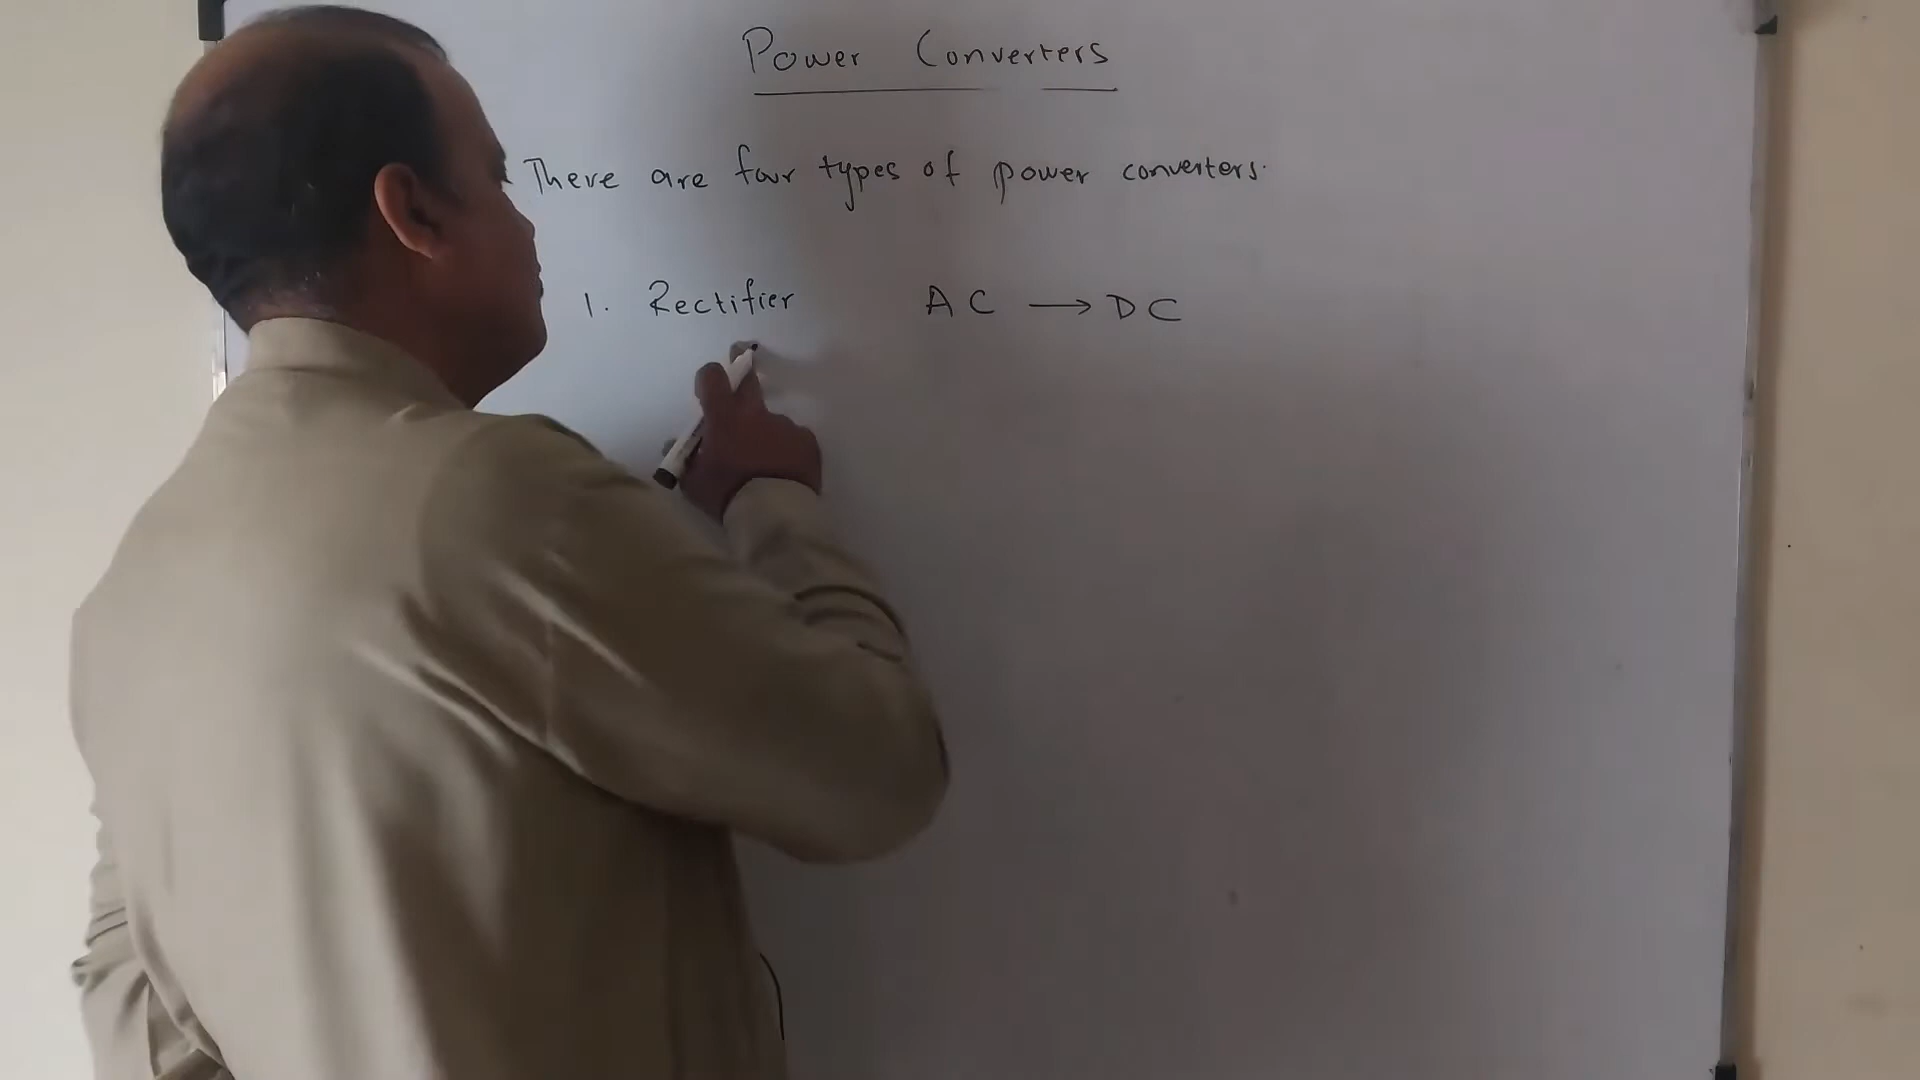 Power Converters
There are four types of power converters.
1. Rectifier AC → DC